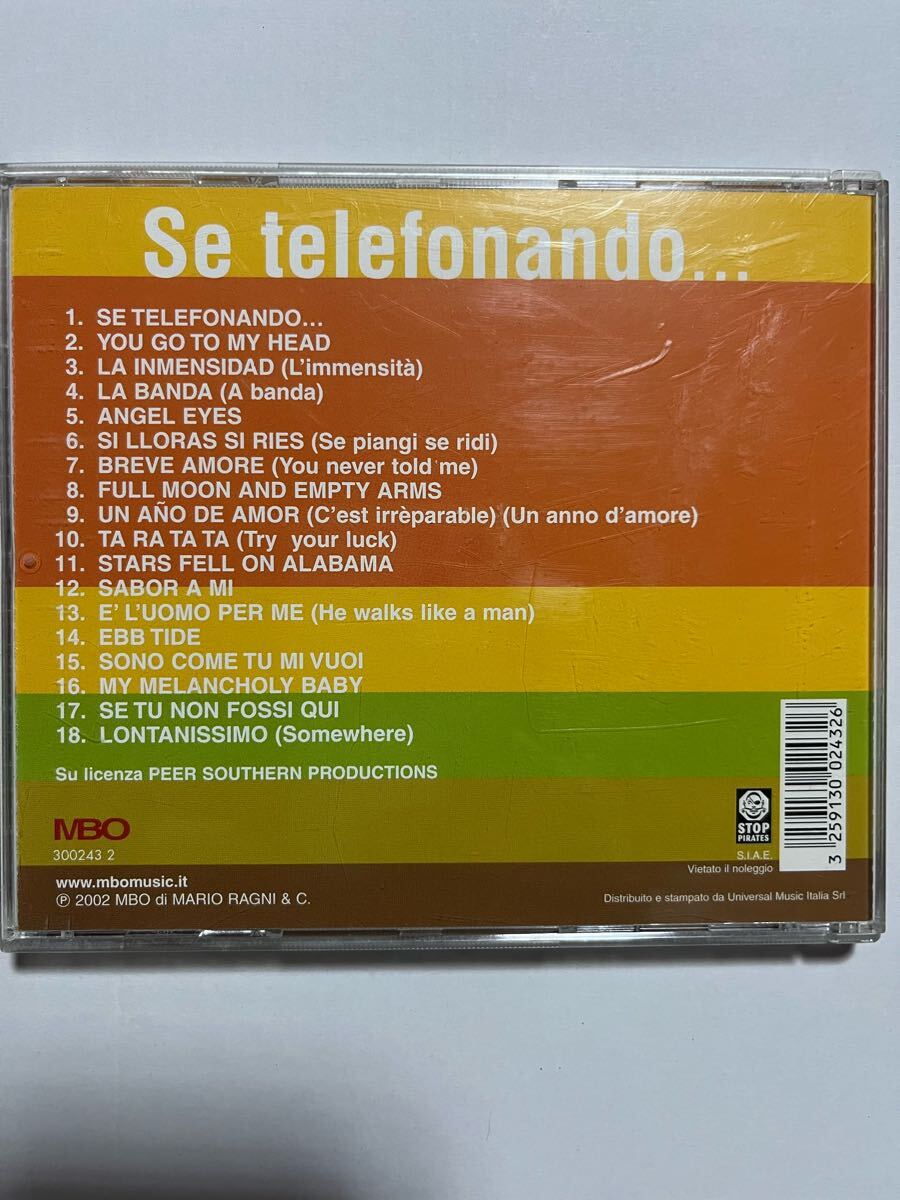 Se telefonando...
1. SE TELEFONANDO...
2. YOU GO TO MY HEAD
3. LA INMENSIDAD (L'immensità)
4. LA BANDA (A banda)
5. ANGEL EYES
6. SI LLORAS SI RIES (Se piangi se ridi)
7. BREVE AMORE (You never told me)
8. FULL MOON AND EMPTY ARMS
9. UN AÑO DE AMOR (C'est irrèparable) (Un anno d'amore)
10. TA RA TA TA (Try your luck)
11. STARS FELL ON ALABAMA
12. SABOR A MI
13. E' L'UOMO PER ME (He walks like a man)
14. EBB TIDE
15. SONO COME TU MI VUOI
16. MY MELANCHOLY BABY
17. SE TU NON FOSSI QUI
18. LONTANISSIMO (Somewhere)
Su licenza PEER SOUTHERN PRODUCTIONS
MBO
300243 2
www.mbomusic.it
℗ 2002 MBO di MARIO RAGNI & C.
STOP
PIRATES
S.I.A.E.
Vietato il noleggio
3 259130 024326
Distribuito e stampato da Universal Music Italia Srl